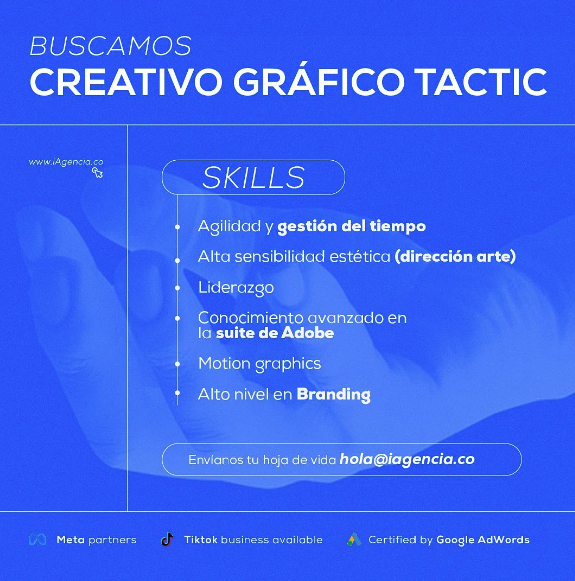 BUSCAMOS
CREATIVO GRÁFICO TACTIC
www.iAgencia.co
SKILLS
Agilidad y gestión del tiempo
Alta sensibilidad estética (dirección arte)
Liderazgo
Conocimiento avanzado en
la suite de Adobe
Motion graphics
Alto nivel en Branding
Envíanos tu hoja de vida hola@iagencia.co
Meta partners
Tiktok business available
Certified by Google AdWords